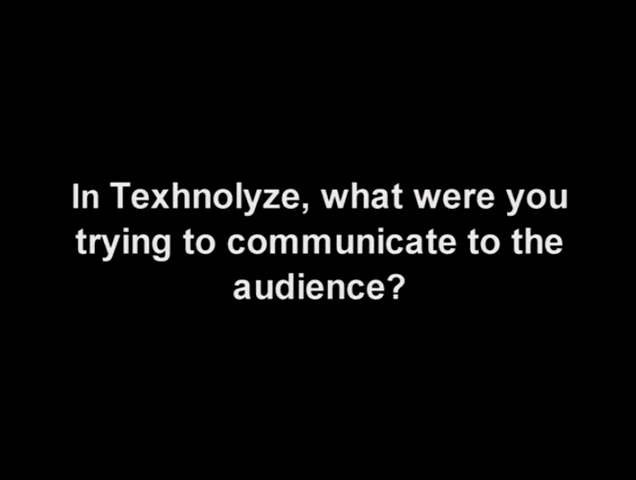 In Texhnolyze, what were you
trying to communicate to the
audience?